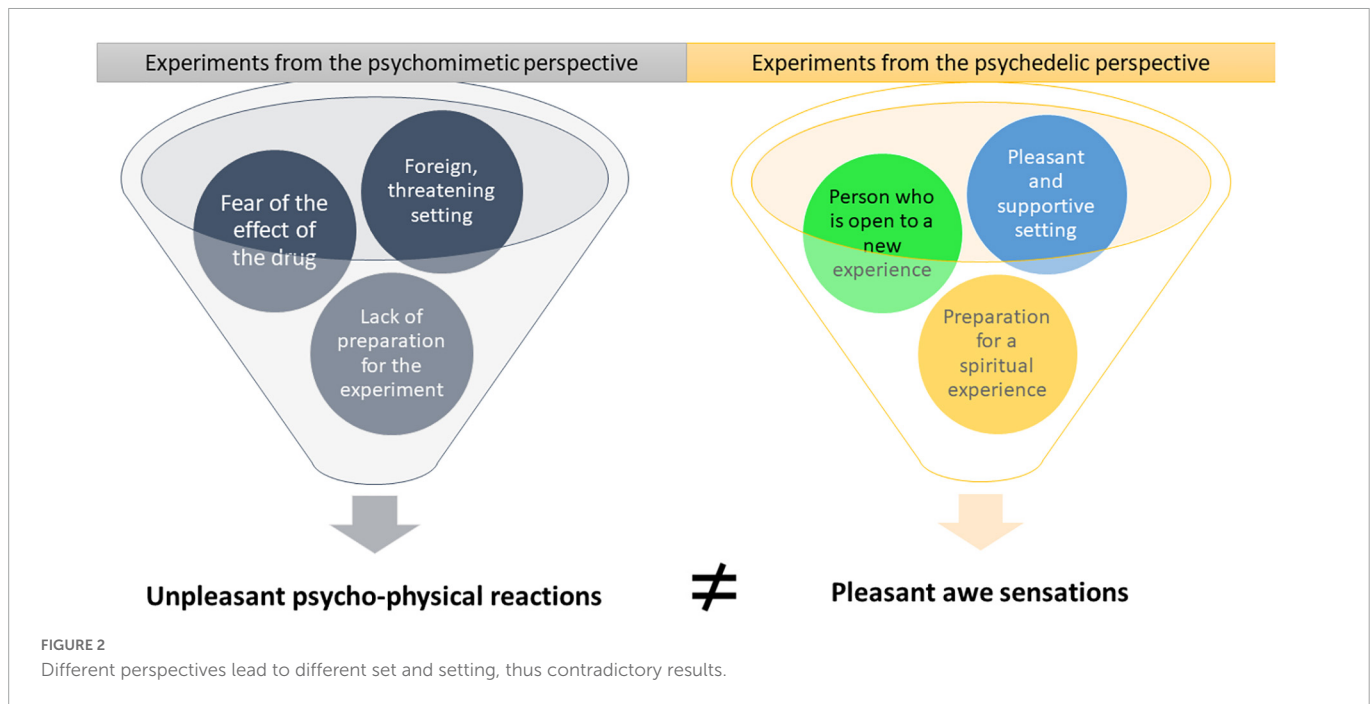 Experiments from the psychomimetic perspective
Experiments from the psychedelic perspective
Fear of the
effect of
the drug
Foreign,
threatening
setting
Lack of
preparation
for the
experiment
Person who
is open to a
new
experience
Pleasant
and
supportive
setting
Preparation
for a
spiritual
experience
Unpleasant psycho-physical reactions
≠
Pleasant awe sensations
FIGURE 2
Different perspectives lead to different set and setting, thus contradictory results.